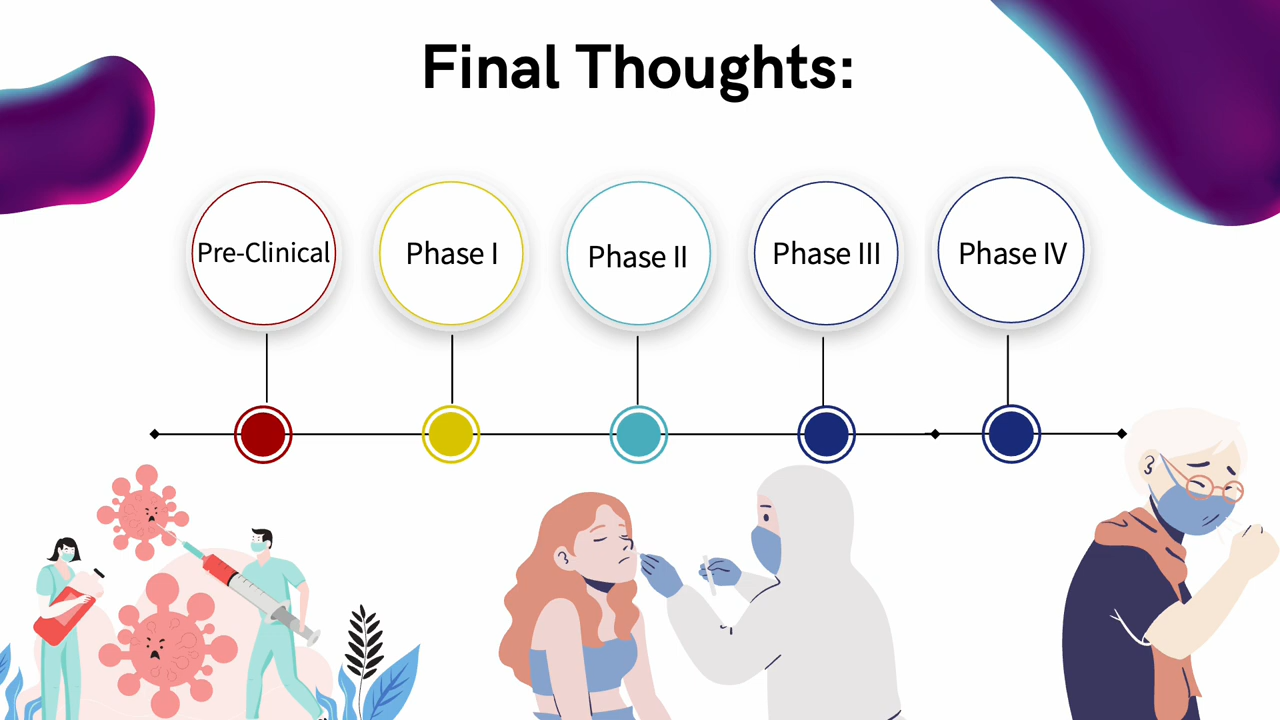 Final Thoughts:
Pre-Clinical
Phase I
Phase II
Phase III
Phase IV